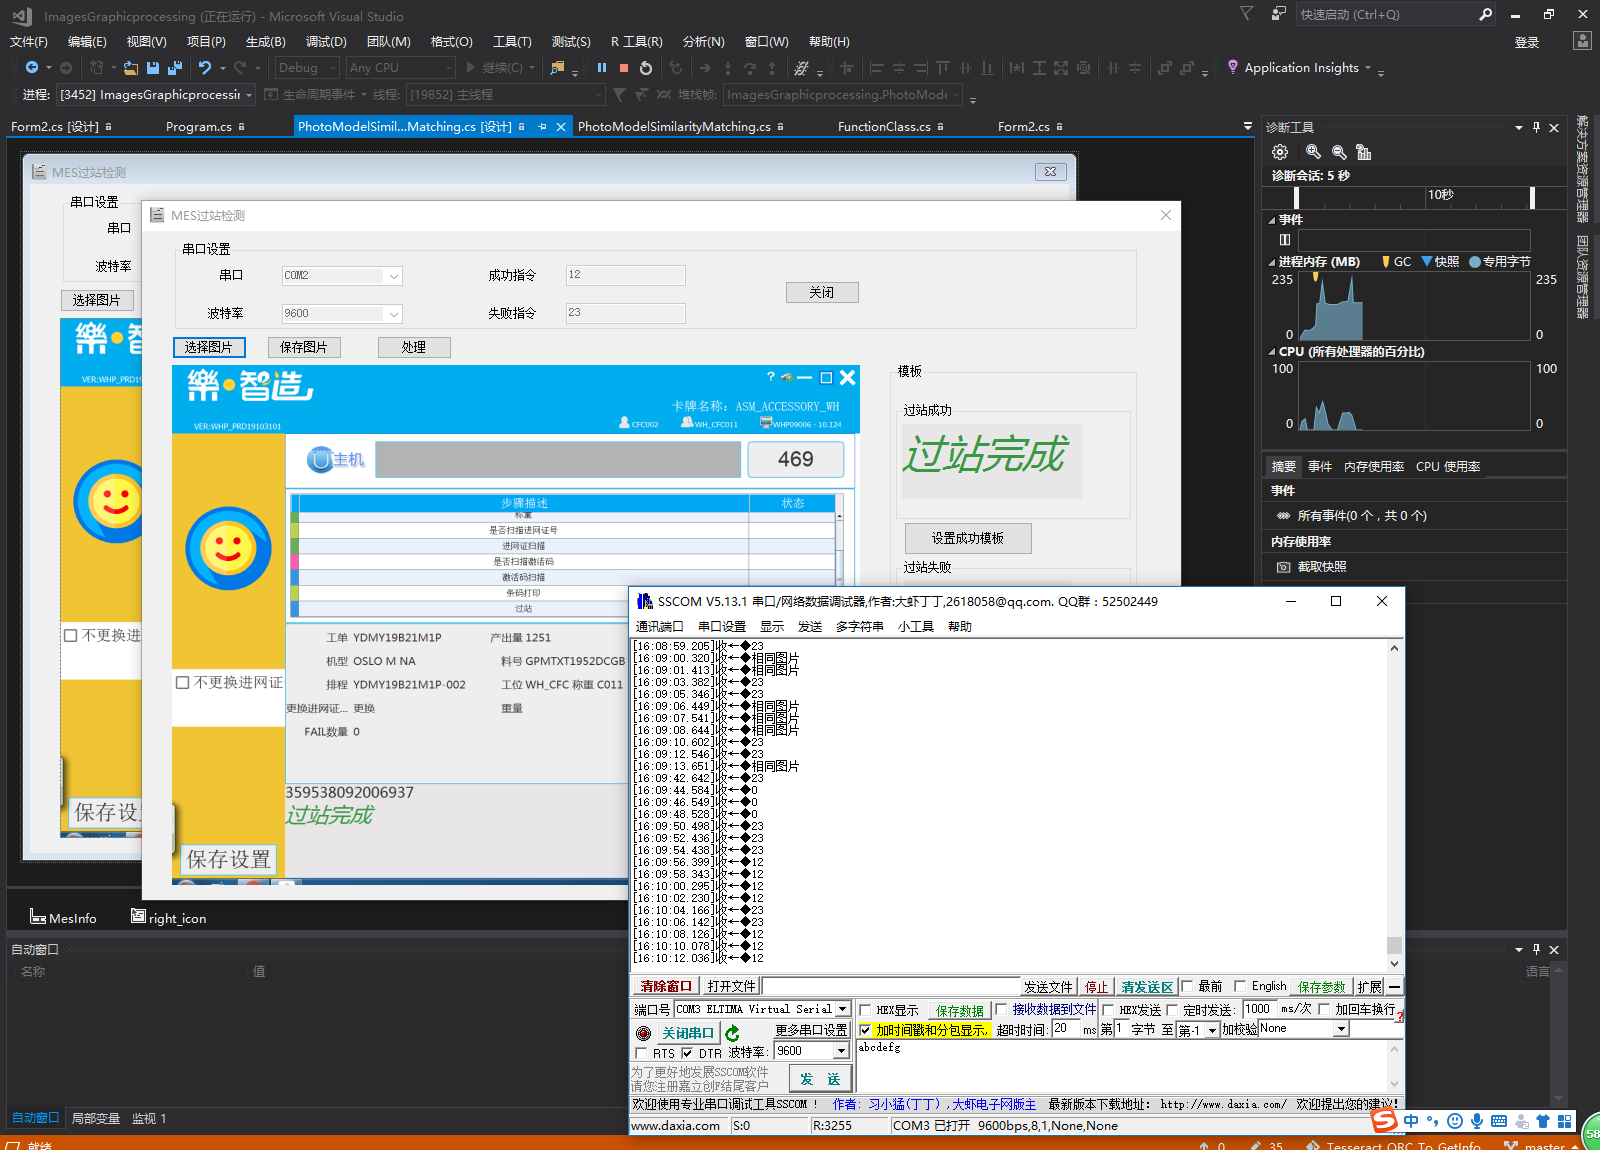 ImagesGraphicprocessing (正在运行) - Microsoft Visual Studio
快速启动 (Ctrl+Q)
文件(F) 编辑(E) 视图(V) 项目(P) 生成(B) 调试(D) 团队(M) 格式(O) 工具(T) 测试(S) R 工具(R) 分析(N) 窗口(W) 帮助(H) 登录
Debug Any CPU 继续(C) Application Insights
进程: [3452] ImagesGraphicprocessin 生命周期事件 线程: [19852] 主线程 堆栈帧: ImagesGraphicprocessing.PhotoMode
Form2.cs [设计] Program.cs PhotoModelSimil...Matching.cs [设计] PhotoModelSimilarityMatching.cs FunctionClass.cs Form2.cs
MES过站检测
串口设置
串口
波特率
选择图片
VER:WHP_PRD19
不更换进
保存设
MES过站检测
串口设置
串口 COM2 成功指令 12
关闭
波特率 9600 失败指令 23
选择图片 保存图片 处理
樂·智造
VER:WHP_PRD19103101
卡牌名称: ASM_ACCESSORY_WH
CFC002 WH_CFC011 WHP09006 - 10.124
U主机 469
步骤描述 状态
称重
是否扫描进网证号
进网证扫描
是否扫描激活码
激活码扫描
条码打印
过站
不更换进网证
保存设置
工单 YDMY19B21M1P 产出量 1251
机型 OSLO M NA 料号 GPMTXT1952DCGB
排程 YDMY19B21M1P-002 工位 WH_CFC 称重 C011
更换进网证... 更换 重量
FAIL数量 0
359538092006937
过站完成
模板
过站成功
过站完成
设置成功模板
过站失败
诊断工具
诊断会话: 5 秒
10秒
事件
进程内存 (MB) GC 快照 专用字节
235 235
0 0
CPU (所有处理器的百分比)
100 100
0 0
摘要 事件 内存使用率 CPU 使用率
事件
所有事件(0 个，共 0 个)
内存使用率
截取快照
解决方案资源管理器
团队资源管理器
SSCOM V5.13.1 串口/网络数据调试器,作者:大虾丁丁,2618058@qq.com. QQ群：52502449
通讯端口 串口设置 显示 发送 多字符串 小工具 帮助
[16:08:59.205]收←◆23
[16:09:00.320]收←◆相同图片
[16:09:01.413]收←◆相同图片
[16:09:03.382]收←◆23
[16:09:05.346]收←◆23
[16:09:06.449]收←◆相同图片
[16:09:07.541]收←◆相同图片
[16:09:08.644]收←◆相同图片
[16:09:10.602]收←◆23
[16:09:12.546]收←◆23
[16:09:13.651]收←◆相同图片
[16:09:42.642]收←◆23
[16:09:44.584]收←◆0
[16:09:46.549]收←◆0
[16:09:48.528]收←◆0
[16:09:50.498]收←◆23
[16:09:52.436]收←◆23
[16:09:54.438]收←◆23
[16:09:56.399]收←◆12
[16:09:58.343]收←◆12
[16:10:00.295]收←◆12
[16:10:02.230]收←◆12
[16:10:04.166]收←◆23
[16:10:06.142]收←◆23
[16:10:08.126]收←◆12
[16:10:10.078]收←◆12
[16:10:12.036]收←◆12
清除窗口 打开文件 发送文件 停止 清发送区 最前 English 保存参数 扩展
端口号 COM3 ELTIMA Virtual Serial HEX显示 保存数据 接收数据到文件 HEX发送 定时发送: 1000 ms/次 加回车换行
关闭串口 更多串口设置 加时间戳和分包显示, 超时时间: 20 ms 第1 字节 至 第-1 加校验None
RTS DTR 波特率: 9600
abcdefg
为了更好地发展SSCOM软件
请您注册嘉立创F结尾客户
发 送
欢迎使用专业串口调试工具SSCOM ! 作者: 习小猛(丁丁),大虾电子网版主 最新版本下载地址: http://www.daxia.com/ 欢迎提出您的建议!
www.daxia.com S:0 R:3255 COM3 已打开 9600bps,8,1,None,None
MesInfo right_icon
自动窗口
名称 值 语言
自动窗口 局部变量 监视 1
就绪 0 35 Tesseract_ORC_To_GetInfo master
中
58